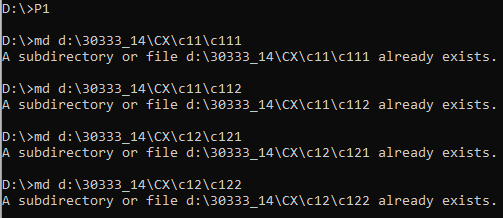 D:\>P1
D:\>md d:\30333_14\CX\c11\c111
A subdirectory or file d:\30333_14\CX\c11\c111 already exists.
D:\>md d:\30333_14\CX\c11\c112
A subdirectory or file d:\30333_14\CX\c11\c112 already exists.
D:\>md d:\30333_14\CX\c12\c121
A subdirectory or file d:\30333_14\CX\c12\c121 already exists.
D:\>md d:\30333_14\CX\c12\c122
A subdirectory or file d:\30333_14\CX\c12\c122 already exists.